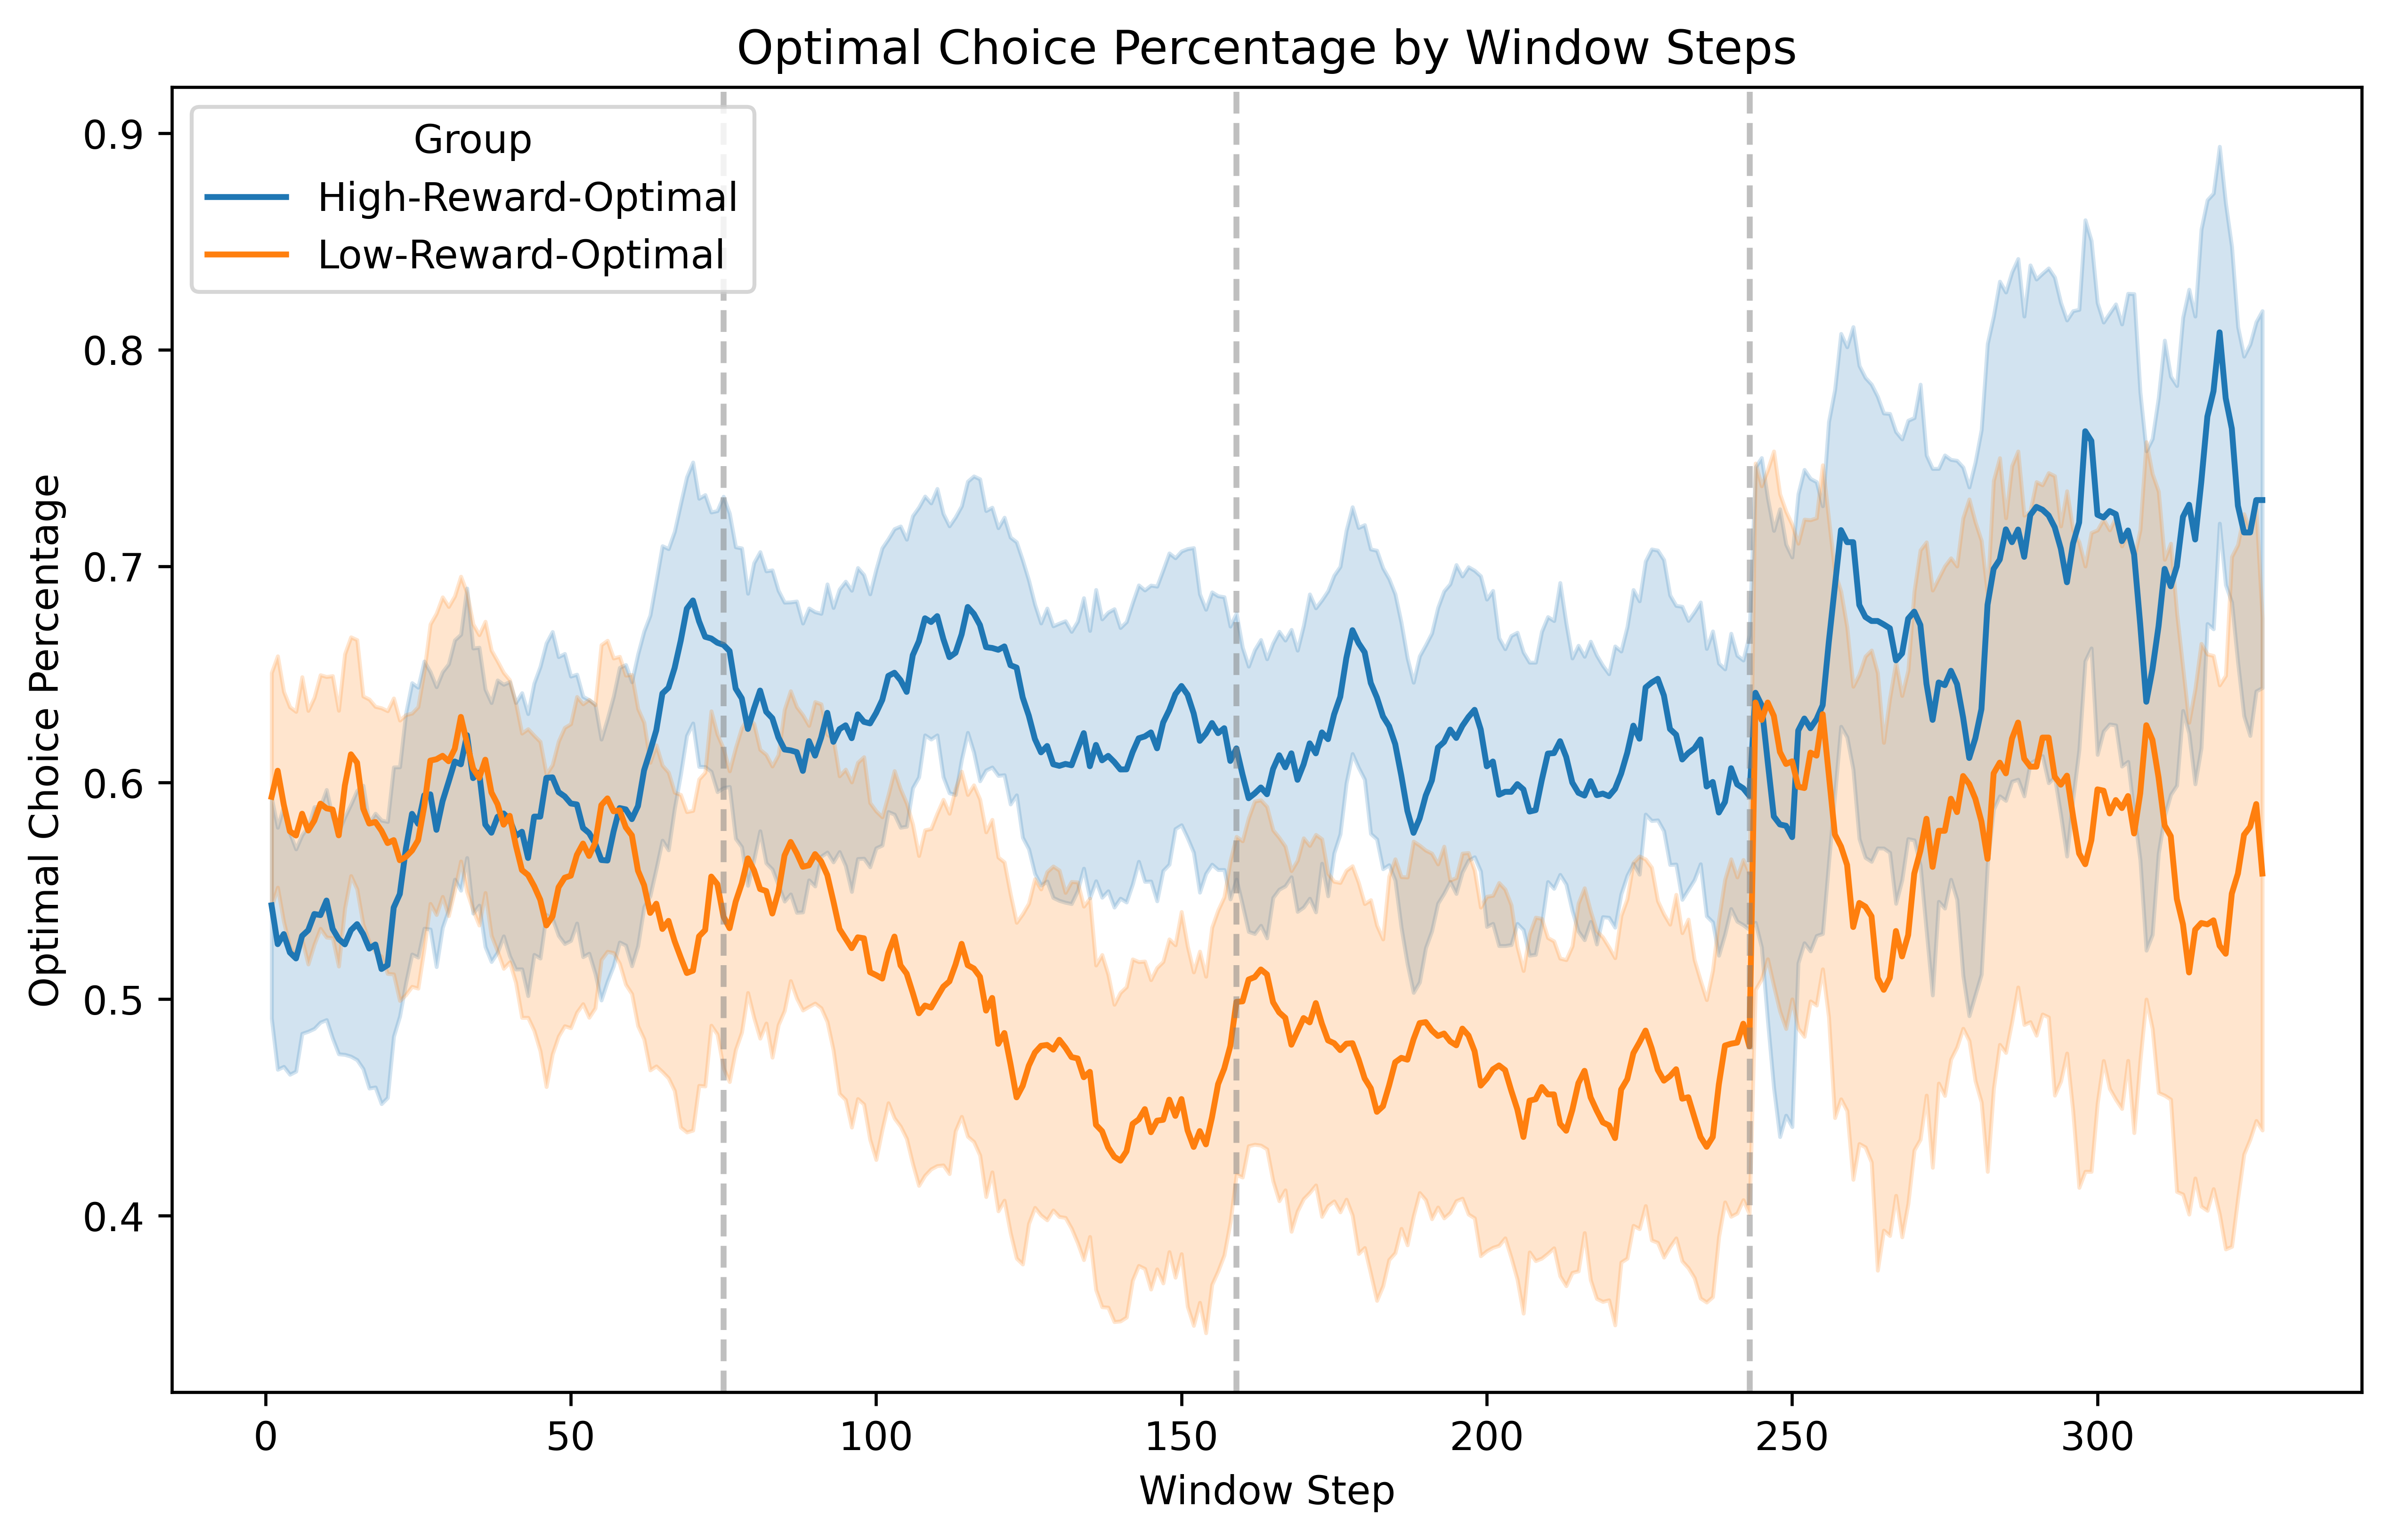 Optimal Choice Percentage by Window Steps
Group
High-Reward-Optimal
Low-Reward-Optimal
Optimal Choice Percentage
0.9
0.8
0.7
0.6
0.5
0.4
0 50 100 150 200 250 300
Window Step